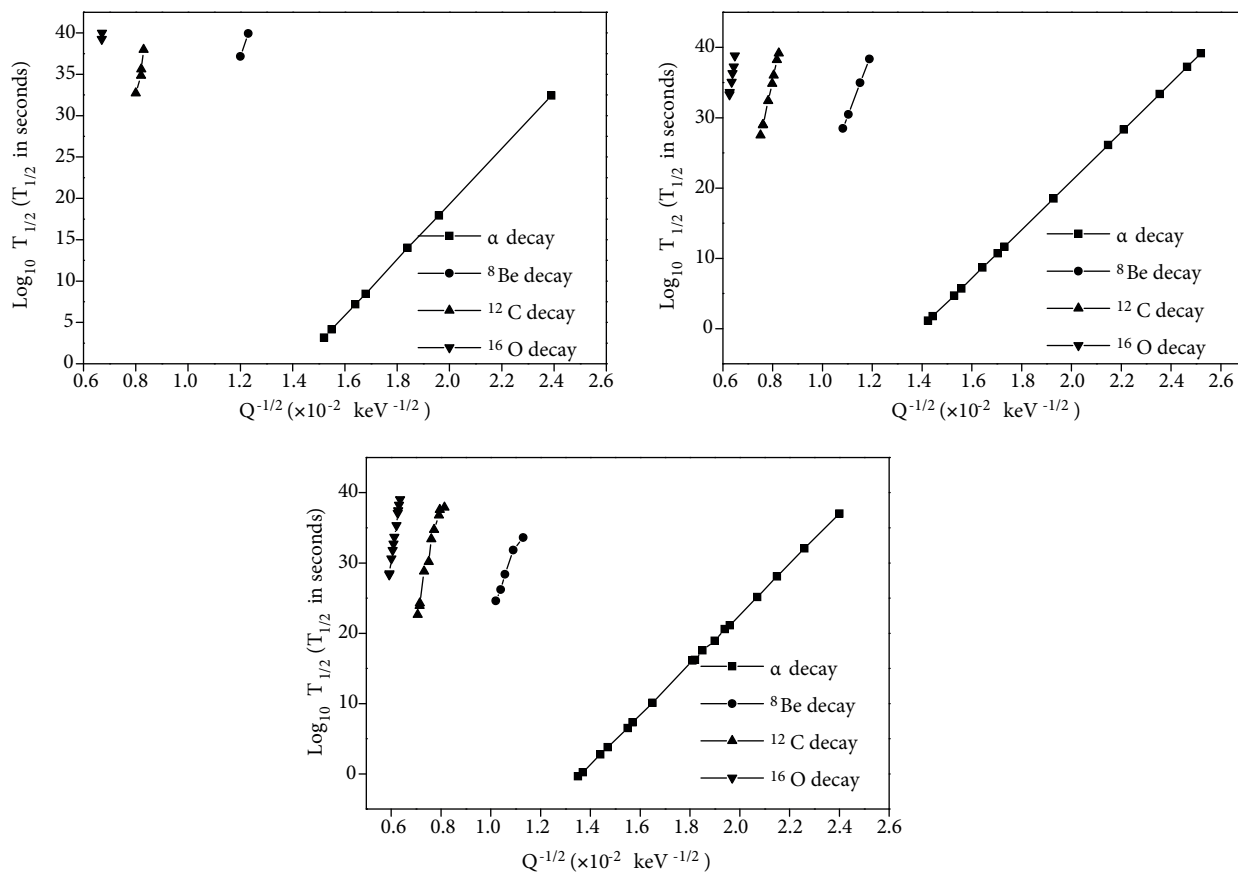 40
35
30
25
20
15
10
5
0
Log₁₀ T₁/₂ (T₁/₂ in seconds)
α decay
⁸Be decay
¹²C decay
¹⁶O decay
0.6 0.8 1.0 1.2 1.4 1.6 1.8 2.0 2.2 2.4 2.6
Q⁻¹/² (×10⁻² keV⁻¹/²)
40
30
20
10
0
Log₁₀ T₁/₂ (T₁/₂ in seconds)
α decay
⁸Be decay
¹²C decay
¹⁶O decay
0.6 0.8 1.0 1.2 1.4 1.6 1.8 2.0 2.2 2.4 2.6
Q⁻¹/² (×10⁻² keV⁻¹/²)
40
30
20
10
0
Log₁₀ T₁/₂ (T₁/₂ in seconds)
α decay
⁸Be decay
¹²C decay
¹⁶O decay
0.6 0.8 1.0 1.2 1.4 1.6 1.8 2.0 2.2 2.4 2.6
Q⁻¹/² (×10⁻² keV⁻¹/²)